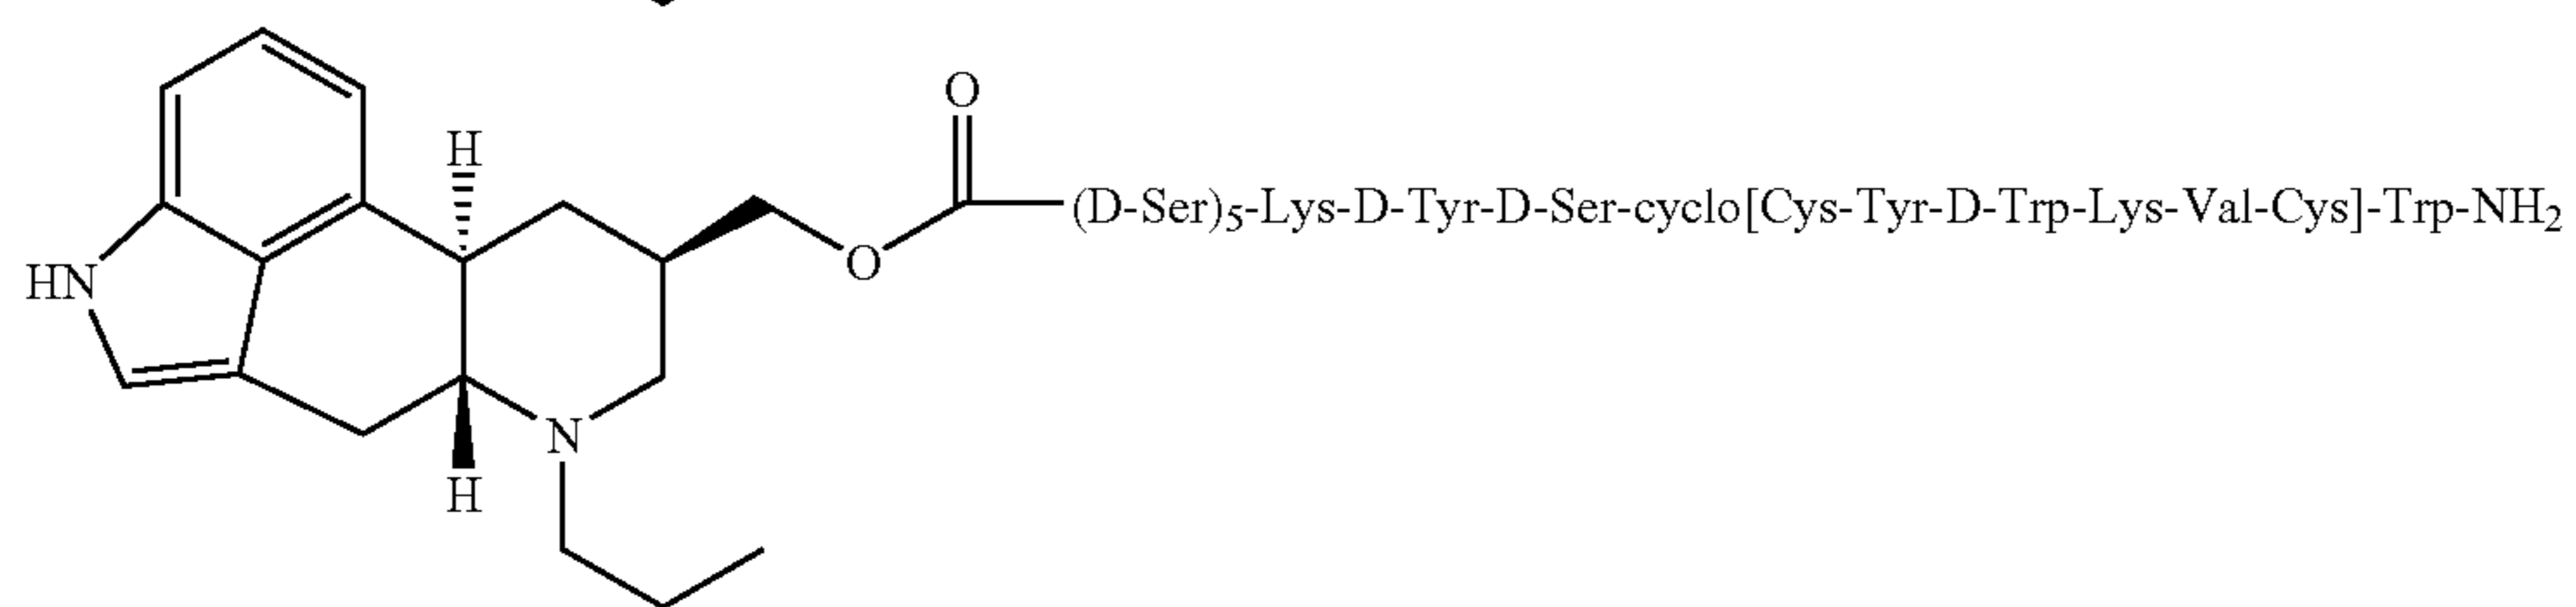 O
H
(D-Ser)5-Lys-D-Tyr-D-Ser-cyclo[Cys-Tyr-D-Trp-Lys-Val-Cys]-Trp-NH2
O
HN
N
H